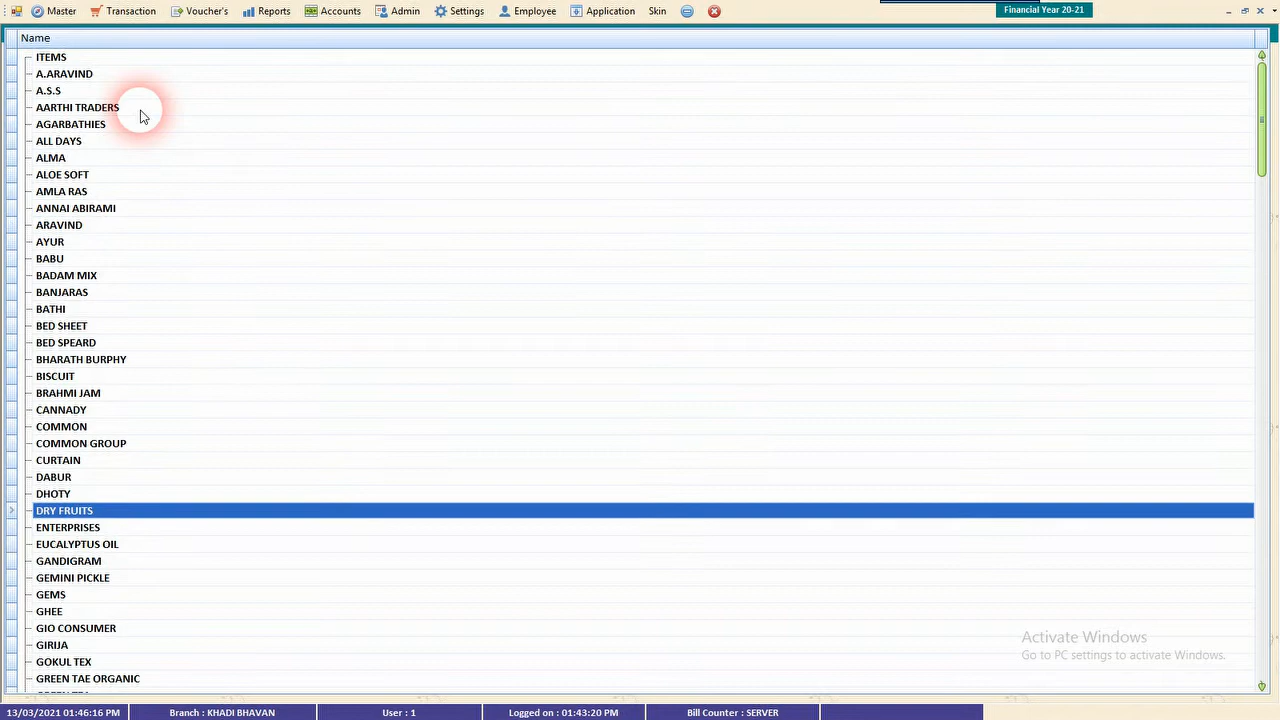 Master Transaction Voucher's Reports Accounts Admin Settings Employee Application Skin
Financial Year 20-21
Name
ITEMS
A.ARAVIND
A.S.S
AARTHI TRADERS
AGARBATHIES
ALL DAYS
ALMA
ALOE SOFT
AMLA RAS
ANNAI ABIRAMI
ARAVIND
AYUR
BABU
BADAM MIX
BANJARAS
BATHI
BED SHEET
BED SPEARD
BHARATH BURPHY
BISCUIT
BRAHMI JAM
CANNADY
COMMON
COMMON GROUP
CURTAIN
DABUR
DHOTY
DRY FRUITS
ENTERPRISES
EUCALYPTUS OIL
GANDIGRAM
GEMINI PICKLE
GEMS
GHEE
GIO CONSUMER
GIRIJA
GOKUL TEX
GREEN TAE ORGANIC
Activate Windows
Go to PC settings to activate Windows.
13/03/2021 01:46:16 PM Branch : KHADI BHAVAN User : 1 Logged on : 01:43:20 PM Bill Counter : SERVER